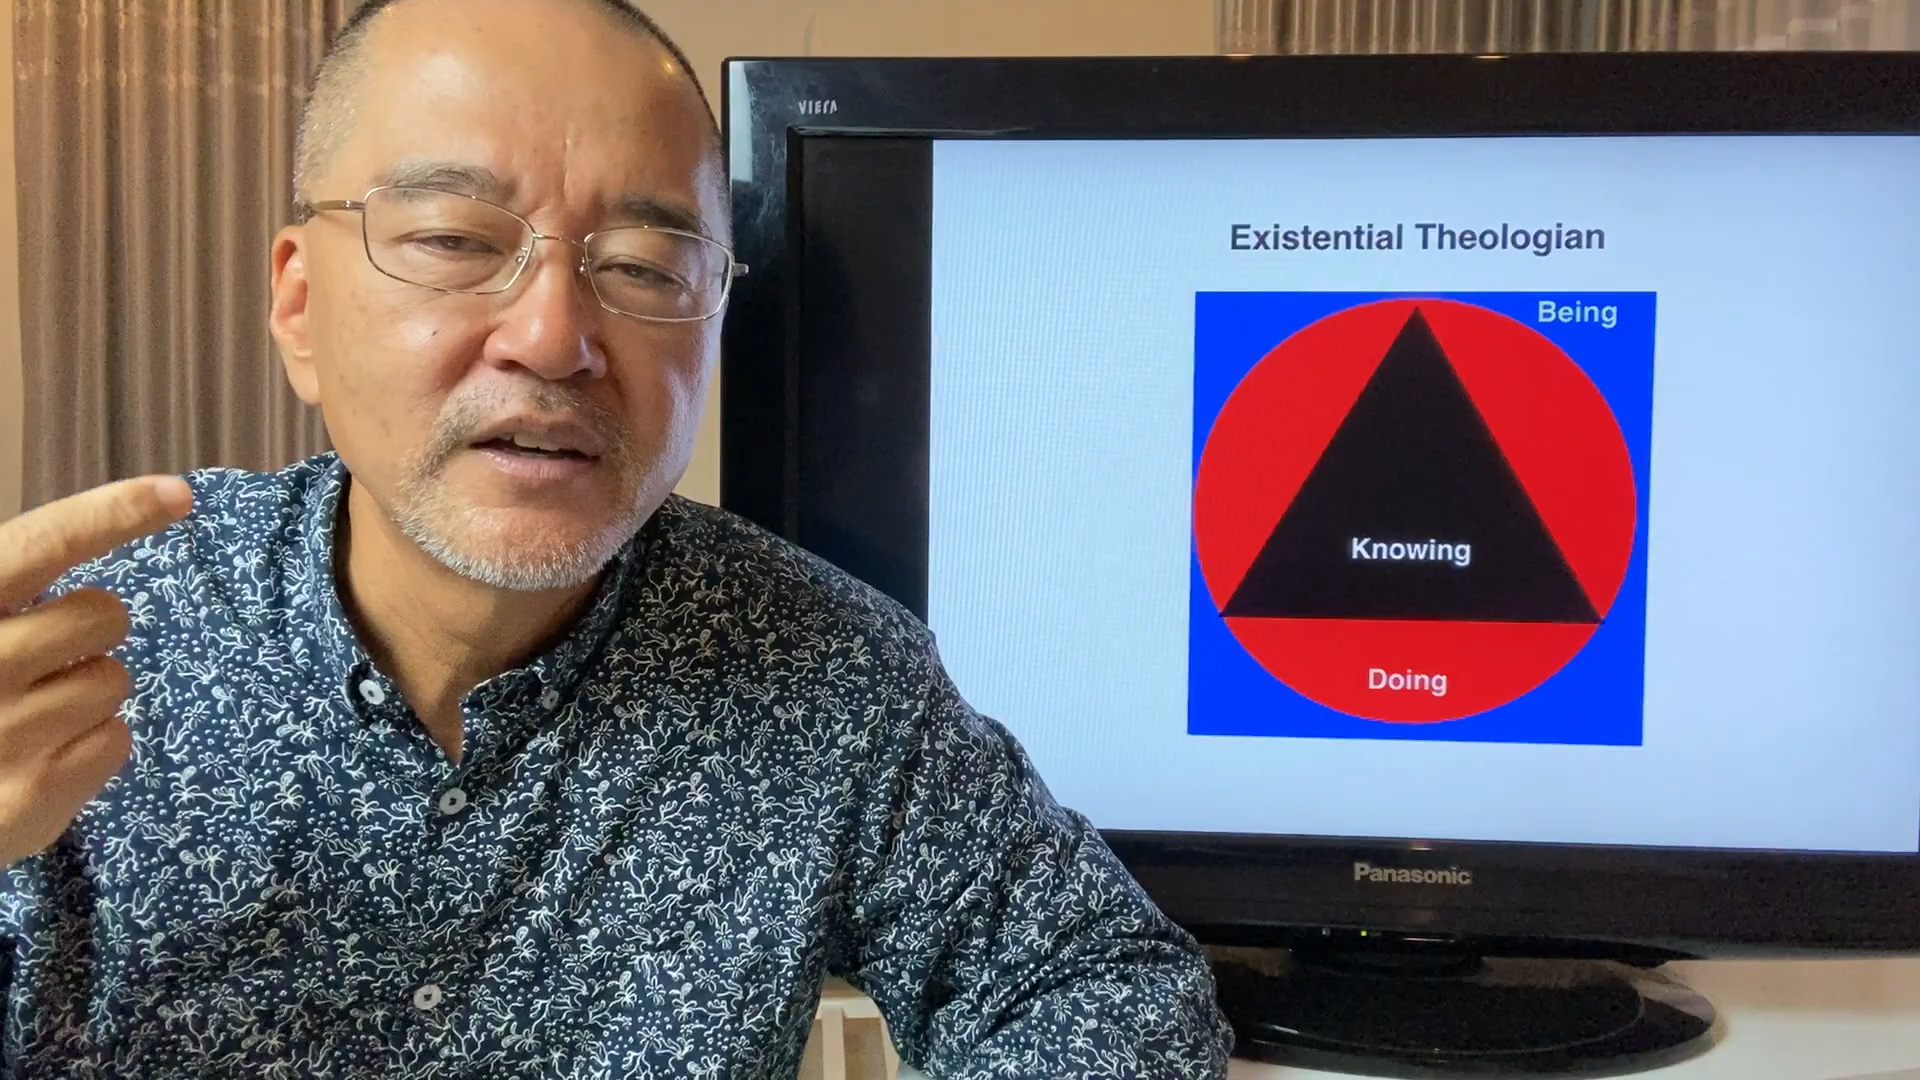 VIERA
Existential Theologian
Being
Knowing
Doing
Panasonic